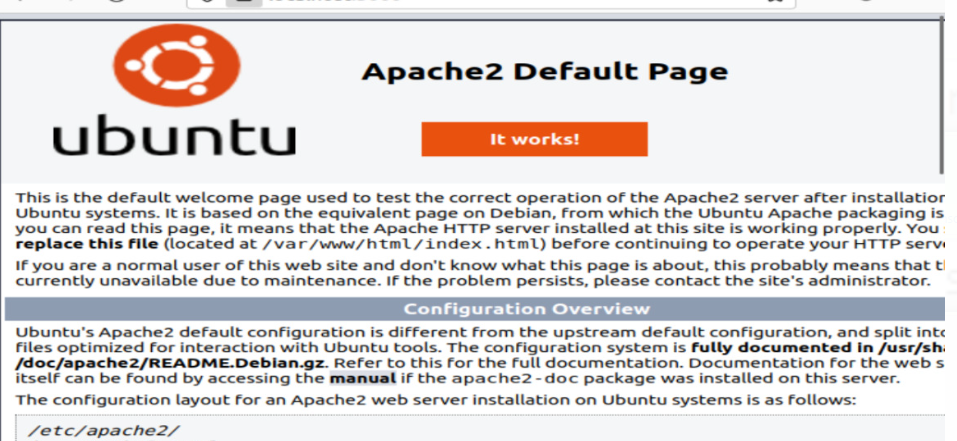 Apache2 Default Page
ubuntu
It works!
This is the default welcome page used to test the correct operation of the Apache2 server after installation
Ubuntu systems. It is based on the equivalent page on Debian, from which the Ubuntu Apache packaging is
you can read this page, it means that the Apache HTTP server installed at this site is working properly. You
replace this file (located at /var/www/html/index.html) before continuing to operate your HTTP
If you are a normal user of this web site and don't know what this page is about, this probably means that
currently unavailable due to maintenance. If the problem persists, please contact the site's administrator.
Configuration Overview
Ubuntu's Apache2 default configuration is different from the upstream default configuration, and split
files optimized for interaction with Ubuntu tools. The configuration system is fully documented in /usr/
/doc/apache2/README.Debian.gz. Refer to this for the full documentation. Documentation for the web
itself can be found by accessing the manual if the apache2-doc package was installed on this server.
The configuration layout for an Apache2 web server installation on Ubuntu systems is as follows:
/etc/apache2/